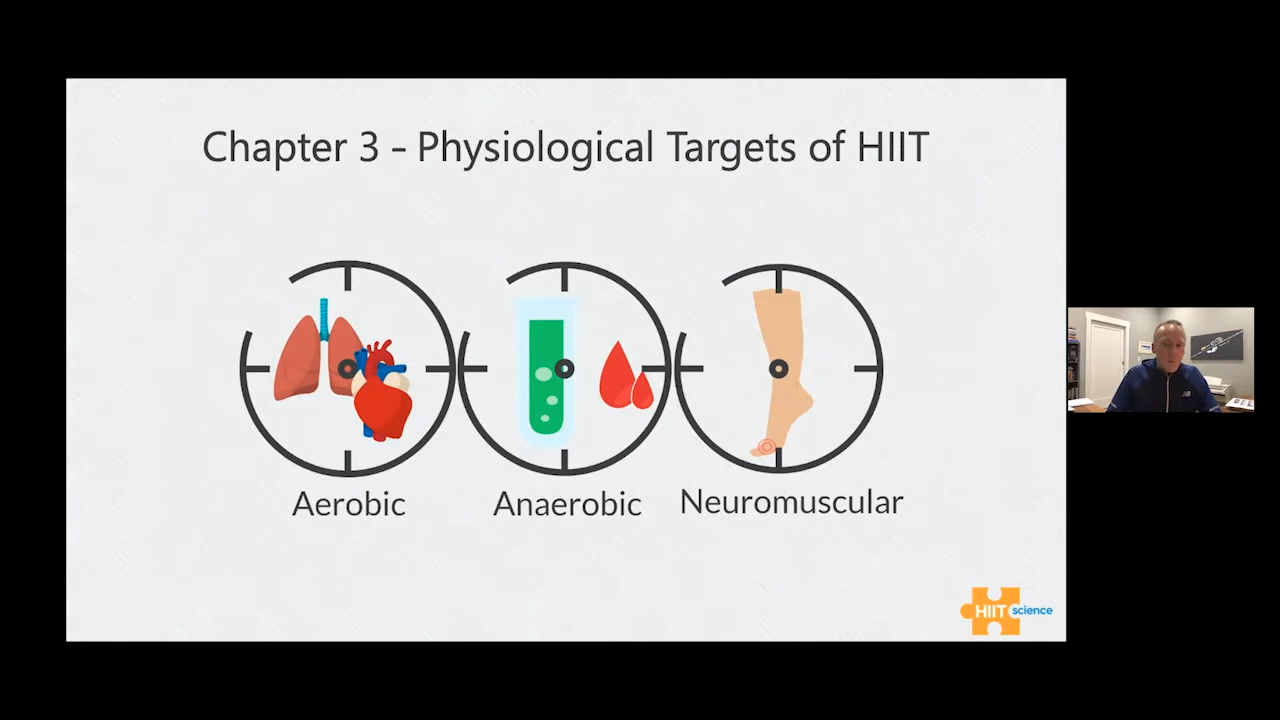 Chapter 3 - Physiological Targets of HIIT
Aerobic
Anaerobic
Neuromuscular
HIIT science